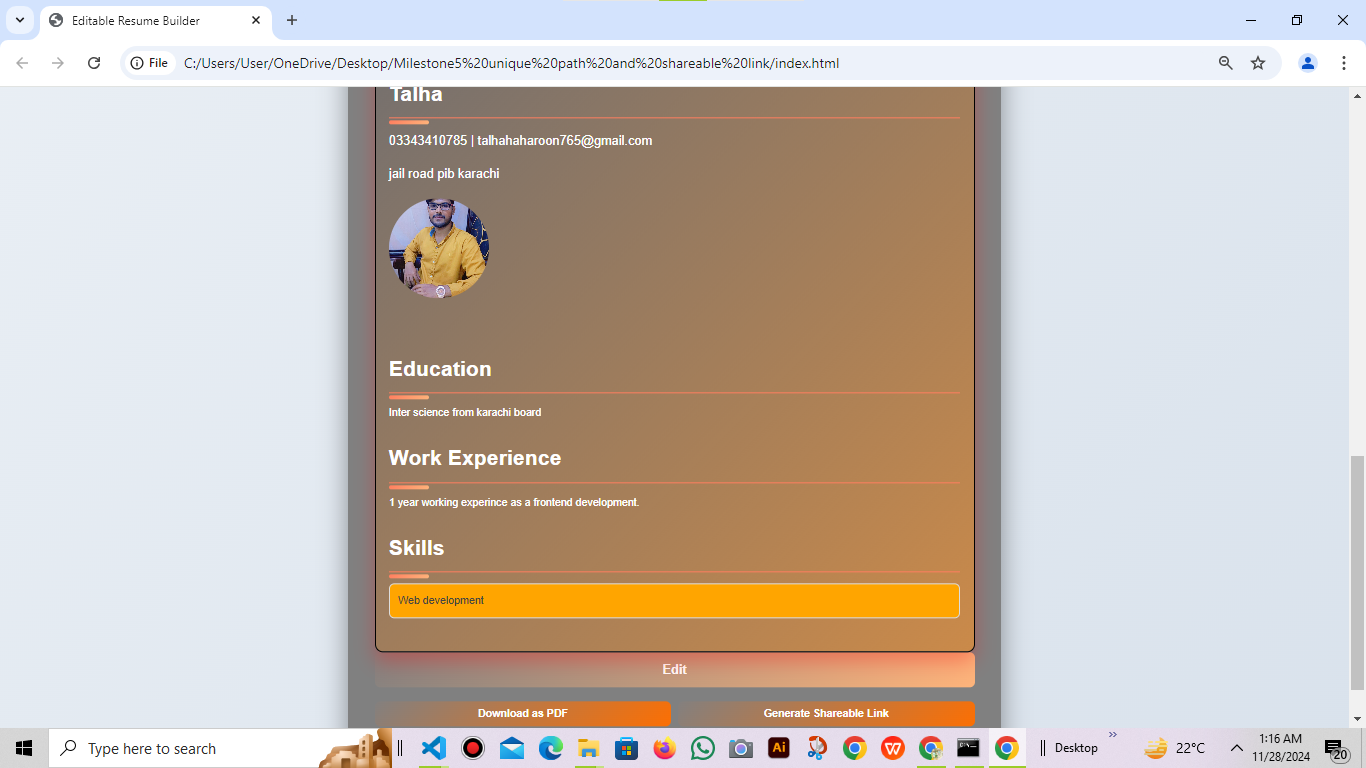 Editable Resume Builder
File
C:/Users/User/OneDrive/Desktop/Milestone5%20unique%20path%20and%20shareable%20link/index.html
Talha
03343410785 | talhahaharoon765@gmail.com
jail road pib karachi
Education
Inter science from karachi board
Work Experience
1 year working experince as a frontend development.
Skills
Web development
Edit
Download as PDF
Generate Shareable Link
Type here to search
Ai
Desktop
22°C
1:16 AM
11/28/2024
20